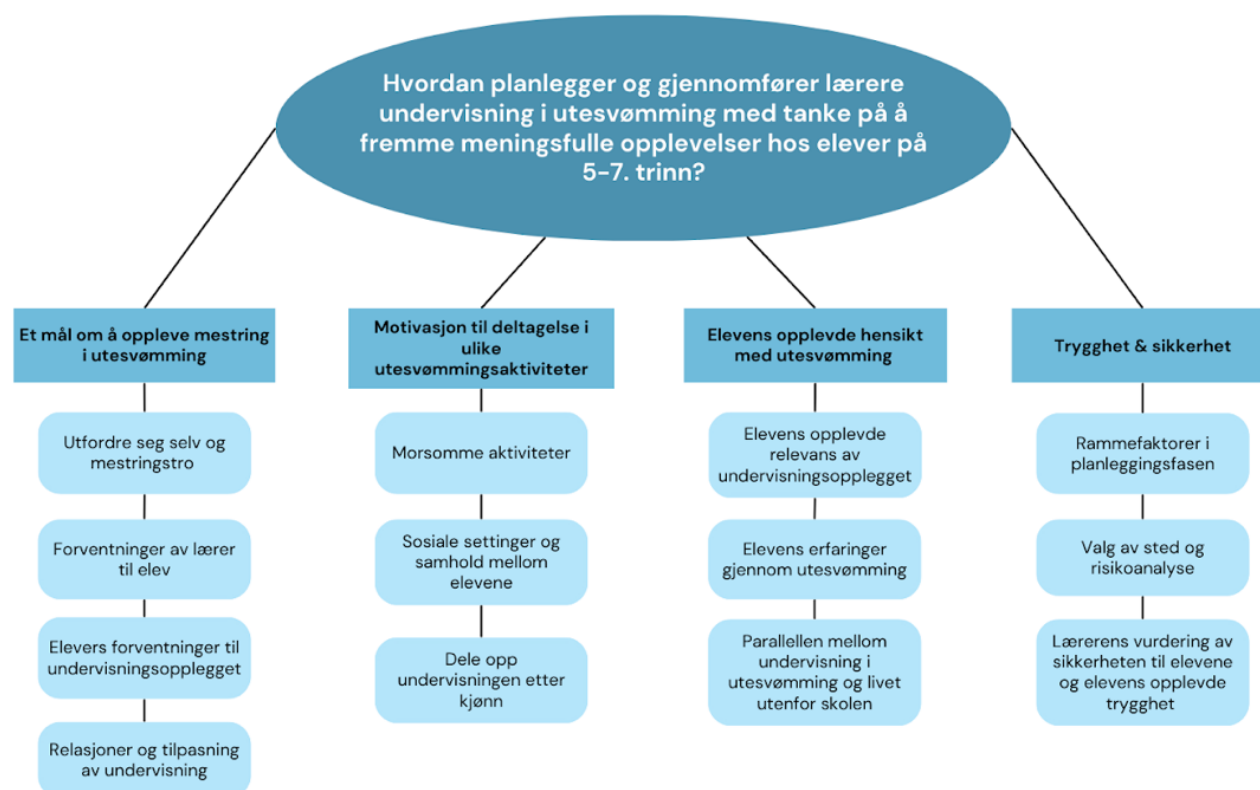 Hvordan planlegger og gjennomfører lærere
undervisning i utesvømming med tanke på å
fremme meningsfulle opplevelser hos elever på
5-7. trinn?
Et mål om å oppleve mestring
i utesvømming
Utfordre seg selv og
mestringstro
Forventninger av lærer
til elev
Elevers forventninger til
undervisningsopplegget
Relasjoner og tilpasning
av undervisning
Motivasjon til deltagelse i
ulike
utesvømmingsaktiviteter
Morsomme aktiviteter
Sosiale settinger og
samhold mellom
elevene
Dele opp
undervisningen etter
kjønn
Elevens opplevde hensikt
med utesvømming
Elevens opplevde
relevans av
undervisningsopplegget
Elevens erfaringer
gjennom utesvømming
Parallellen mellom
undervisning i
utesvømming og livet
utenfor skolen
Trygghet & sikkerhet
Rammefaktorer i
planleggingsfasen
Valg av sted og
risikoanalyse
Lærerens vurdering av
sikkerheten til elevene
og elevens opplevde
trygghet